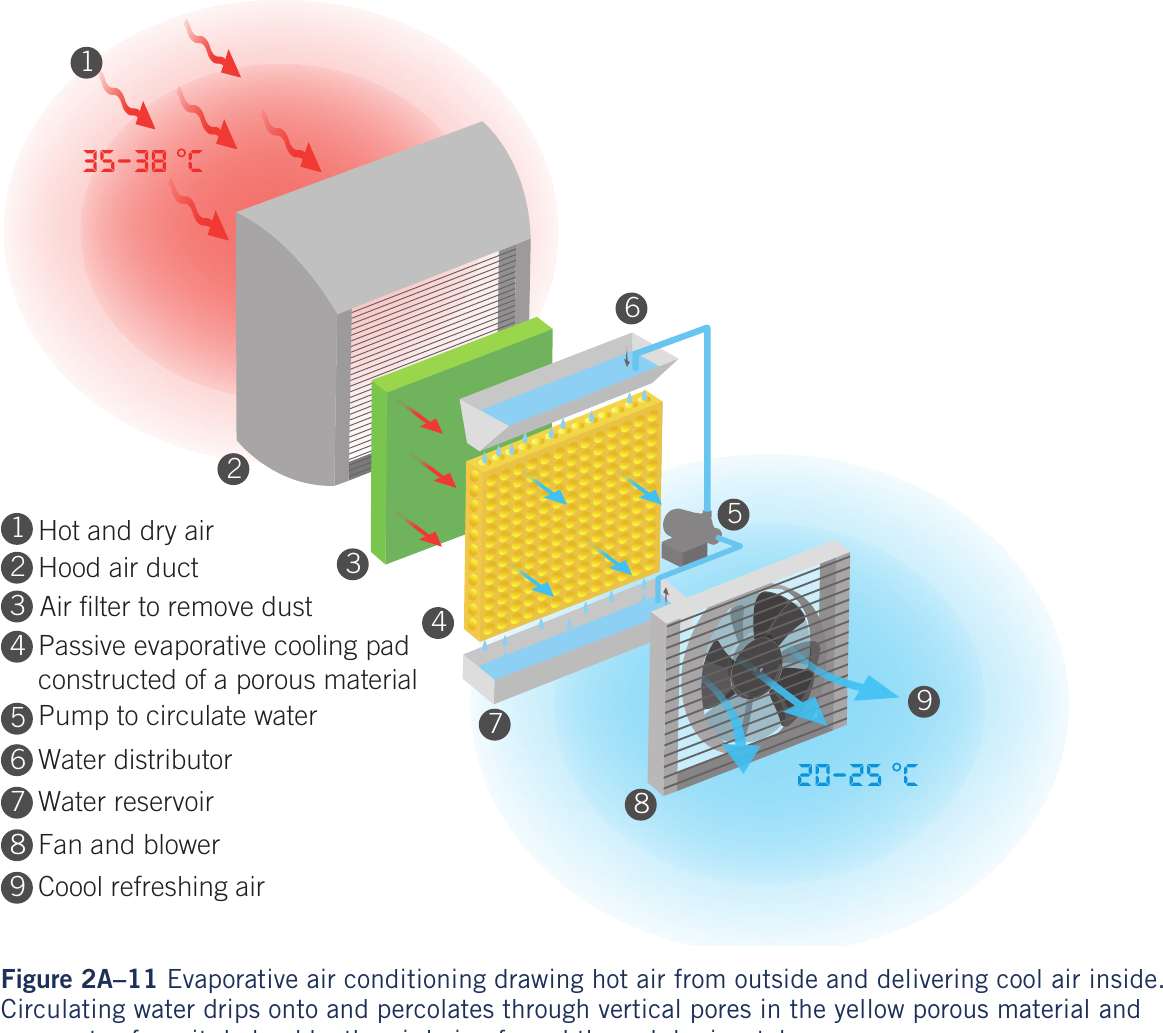 1
35–38 °C
6
2
5
3
1 Hot and dry air
2 Hood air duct
3 Air filter to remove dust
4 Passive evaporative cooling pad
constructed of a porous material
5 Pump to circulate water
6 Water distributor
7 Water reservoir
8 Fan and blower
9 Coool refreshing air
4
7
9
20–25 °C
8
Figure 2A–11 Evaporative air conditioning drawing hot air from outside and delivering cool air inside.
Circulating water drips onto and percolates through vertical pores in the yellow porous material and